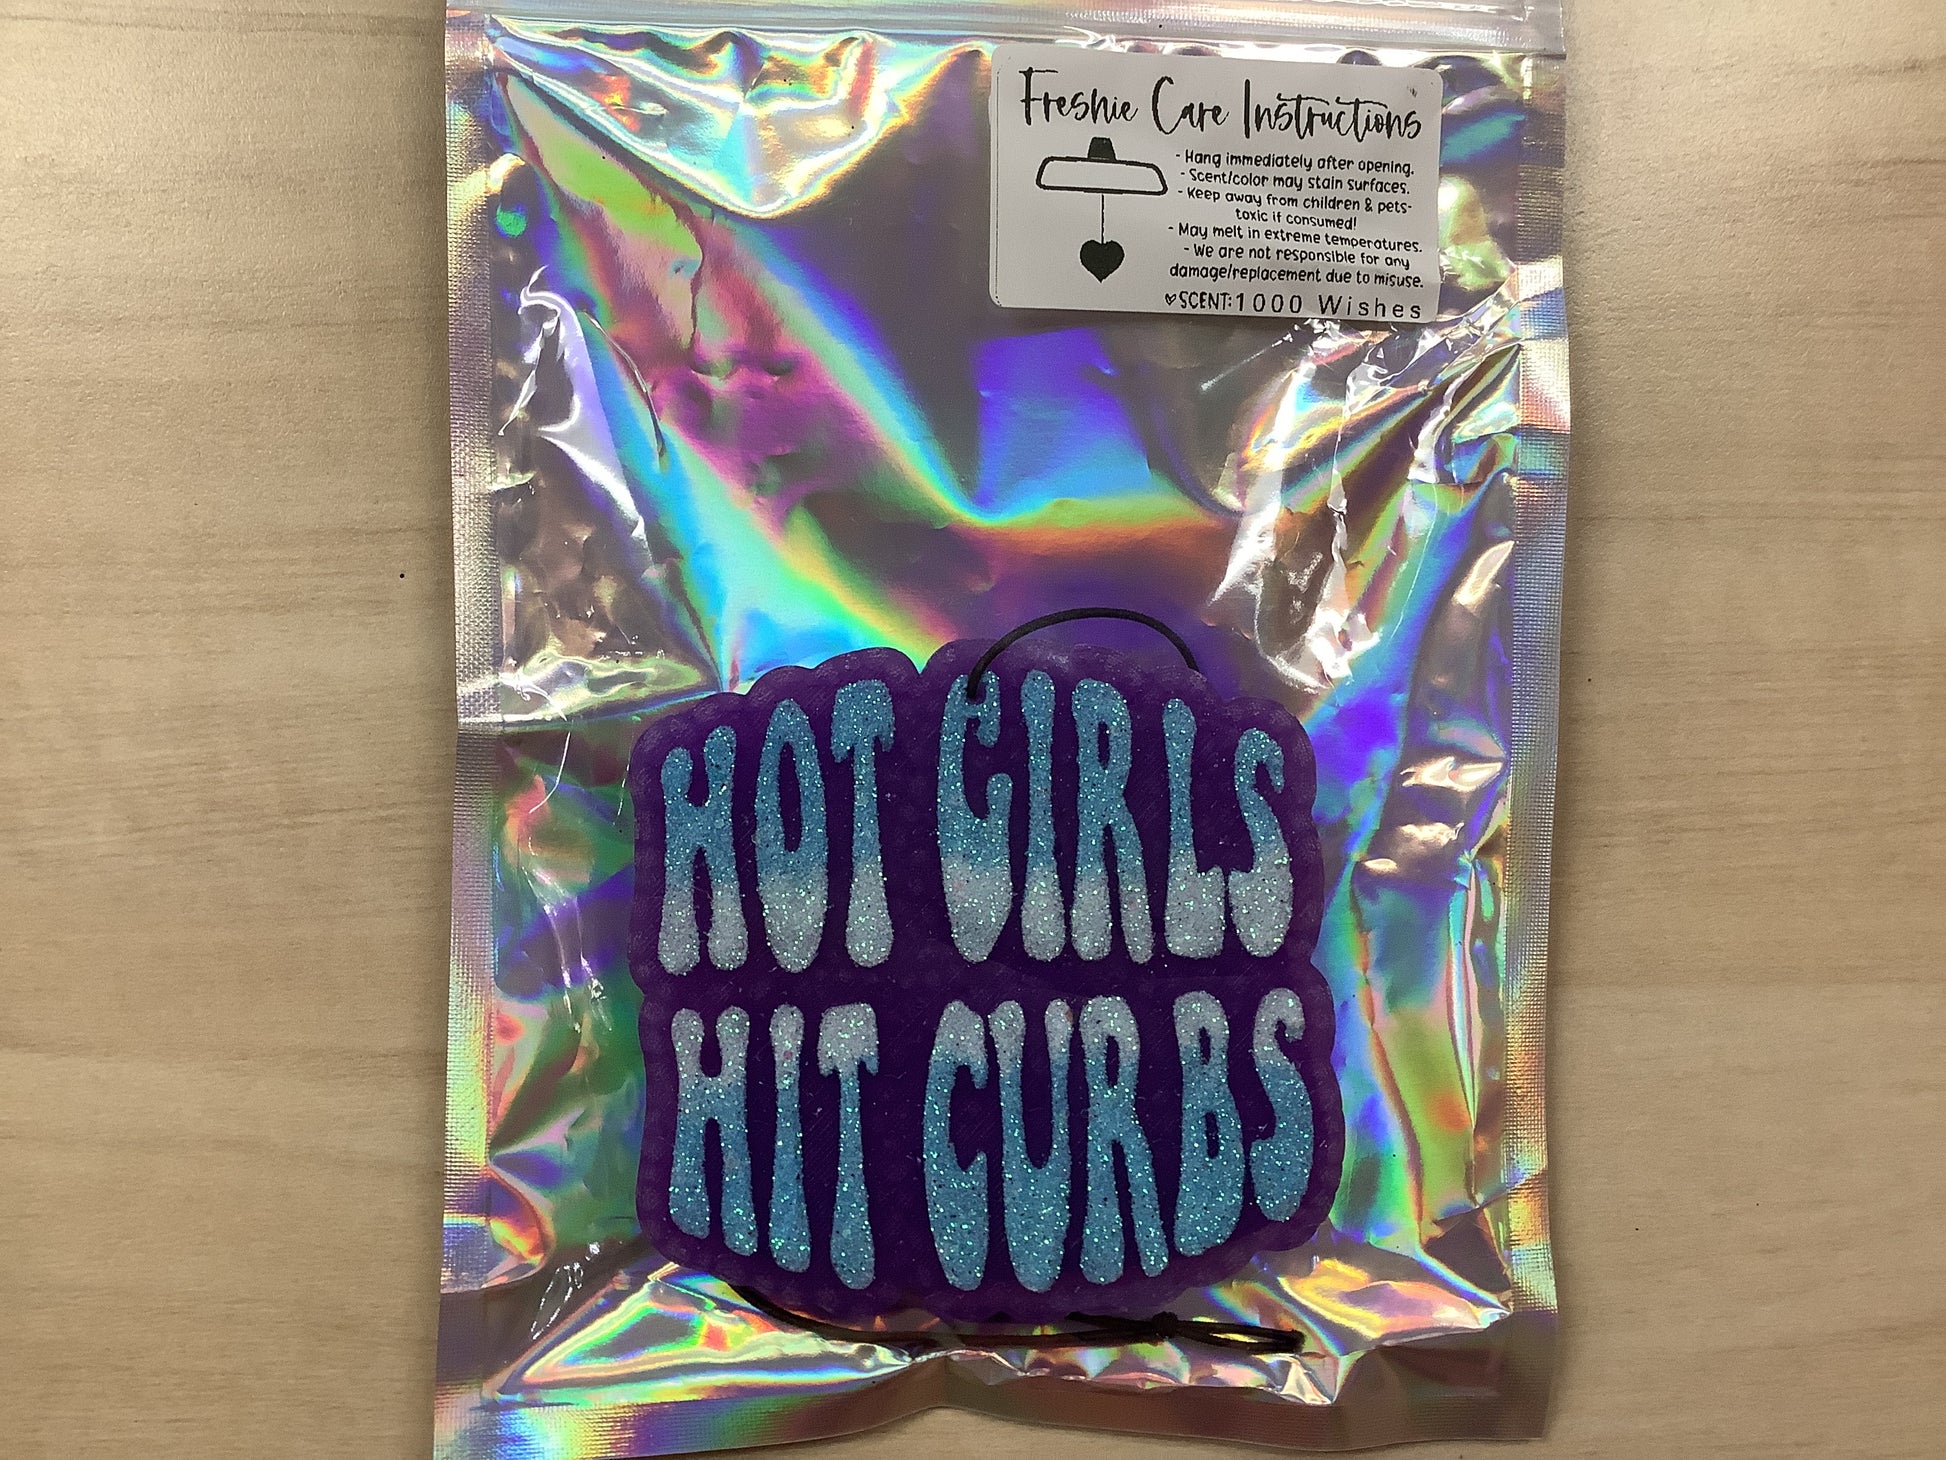 Freshie Care Instructions
- Hang immediately after opening.
- Scent/color may stain surfaces.
- Keep away from children & pets-
toxic if consumed!
- May melt in extreme temperatures.
- We are not responsible for any
damage/replacement due to misuse.
♥SCENT:1000 Wishes
HOT GIRLS
HIT CURBS